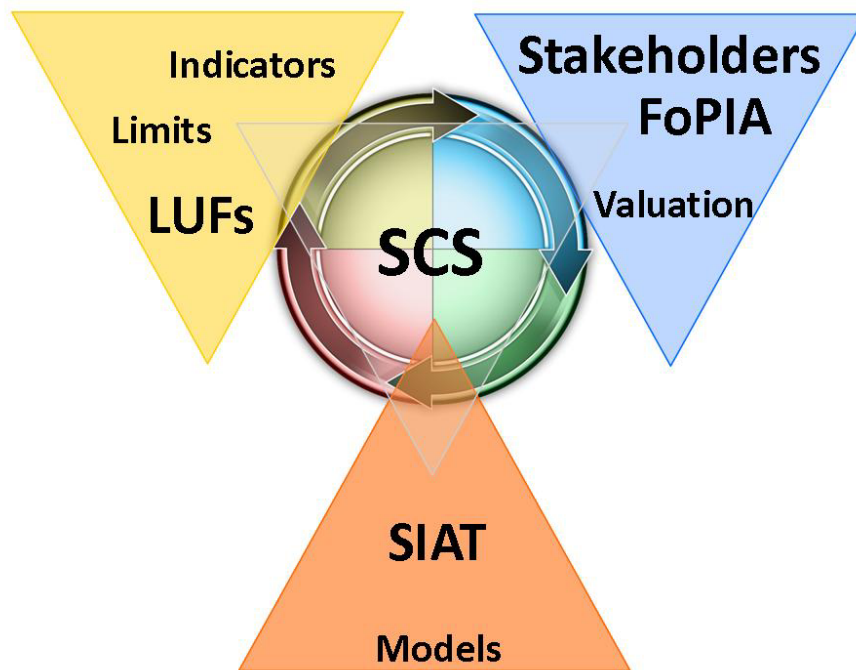 Indicators
Limits
LUFs
Stakeholders
FoPIA
Valuation
SCS
SIAT
Models